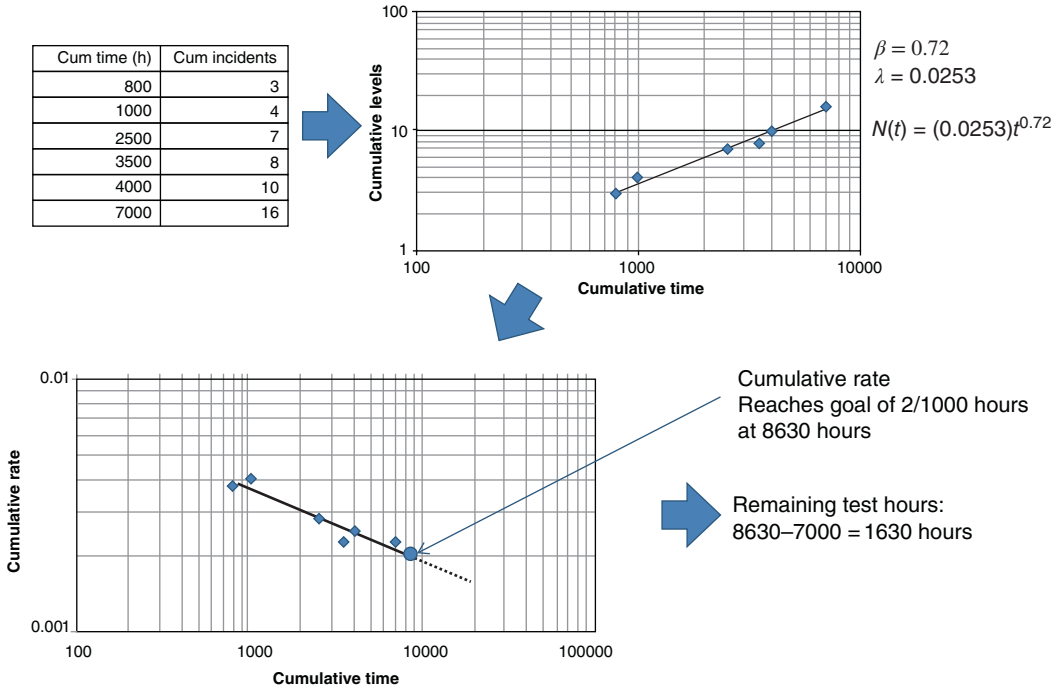 Cum time (h) Cum incidents
800 3
1000 4
2500 7
3500 8
4000 10
7000 16
Cumulative levels
100
10
1
100 1000 10000
Cumulative time
β = 0.72
λ = 0.0253
N(t) = (0.0253)t^0.72
Cumulative rate
0.01
0.001
100 1000 10000 100000
Cumulative time
Cumulative rate
Reaches goal of 2/1000 hours
at 8630 hours
Remaining test hours:
8630–7000 = 1630 hours